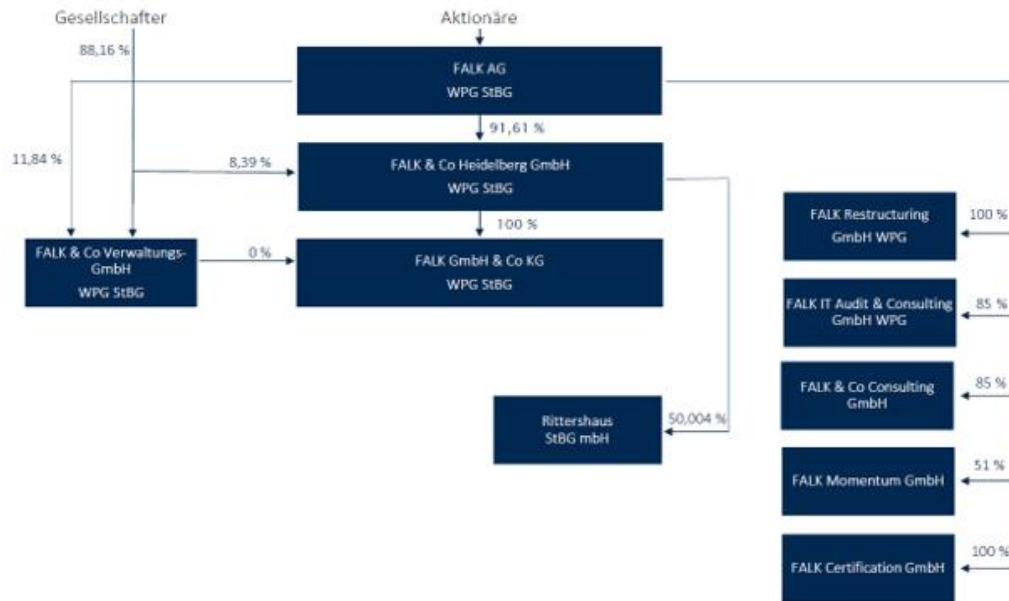 Gesellschafter
Aktionäre
88,16 %
FALK AG
WPG StBG
91,61 %
11,84 %
8,39 %
FALK & Co Heidelberg GmbH
WPG StBG
100 %
FALK & Co Verwaltungs-
GmbH
WPG StBG
0 %
FALK GmbH & Co KG
WPG StBG
Rittershaus
StBG mbH
50,004 %
FALK Restructuring
GmbH WPG
100 %
FALK IT Audit & Consulting
GmbH WPG
85 %
FALK & Co Consulting
GmbH
85 %
FALK Momentum GmbH
51 %
FALK Certification GmbH
100 %